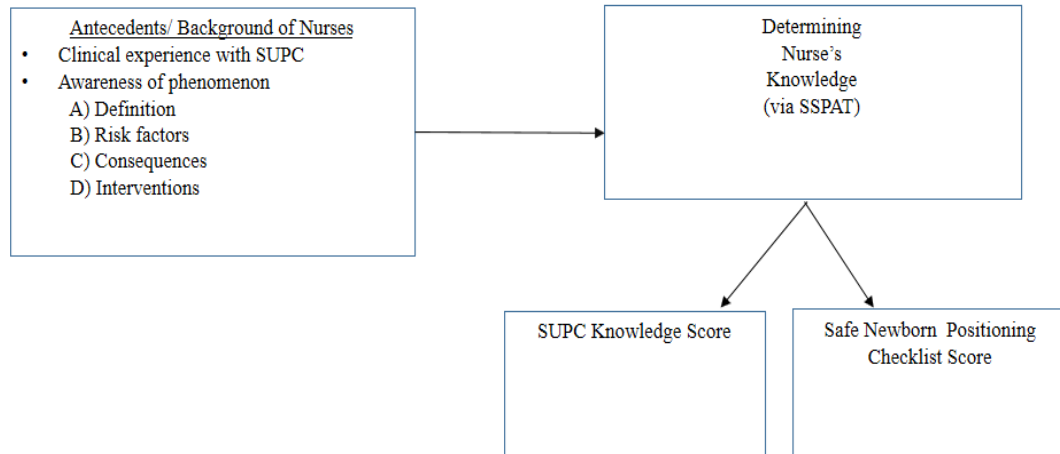 Antecedents/ Background of Nurses
• Clinical experience with SUPC
• Awareness of phenomenon
A) Definition
B) Risk factors
C) Consequences
D) Interventions
Determining
Nurse’s
Knowledge
(via SSPAT)
SUPC Knowledge Score
Safe Newborn Positioning
Checklist Score